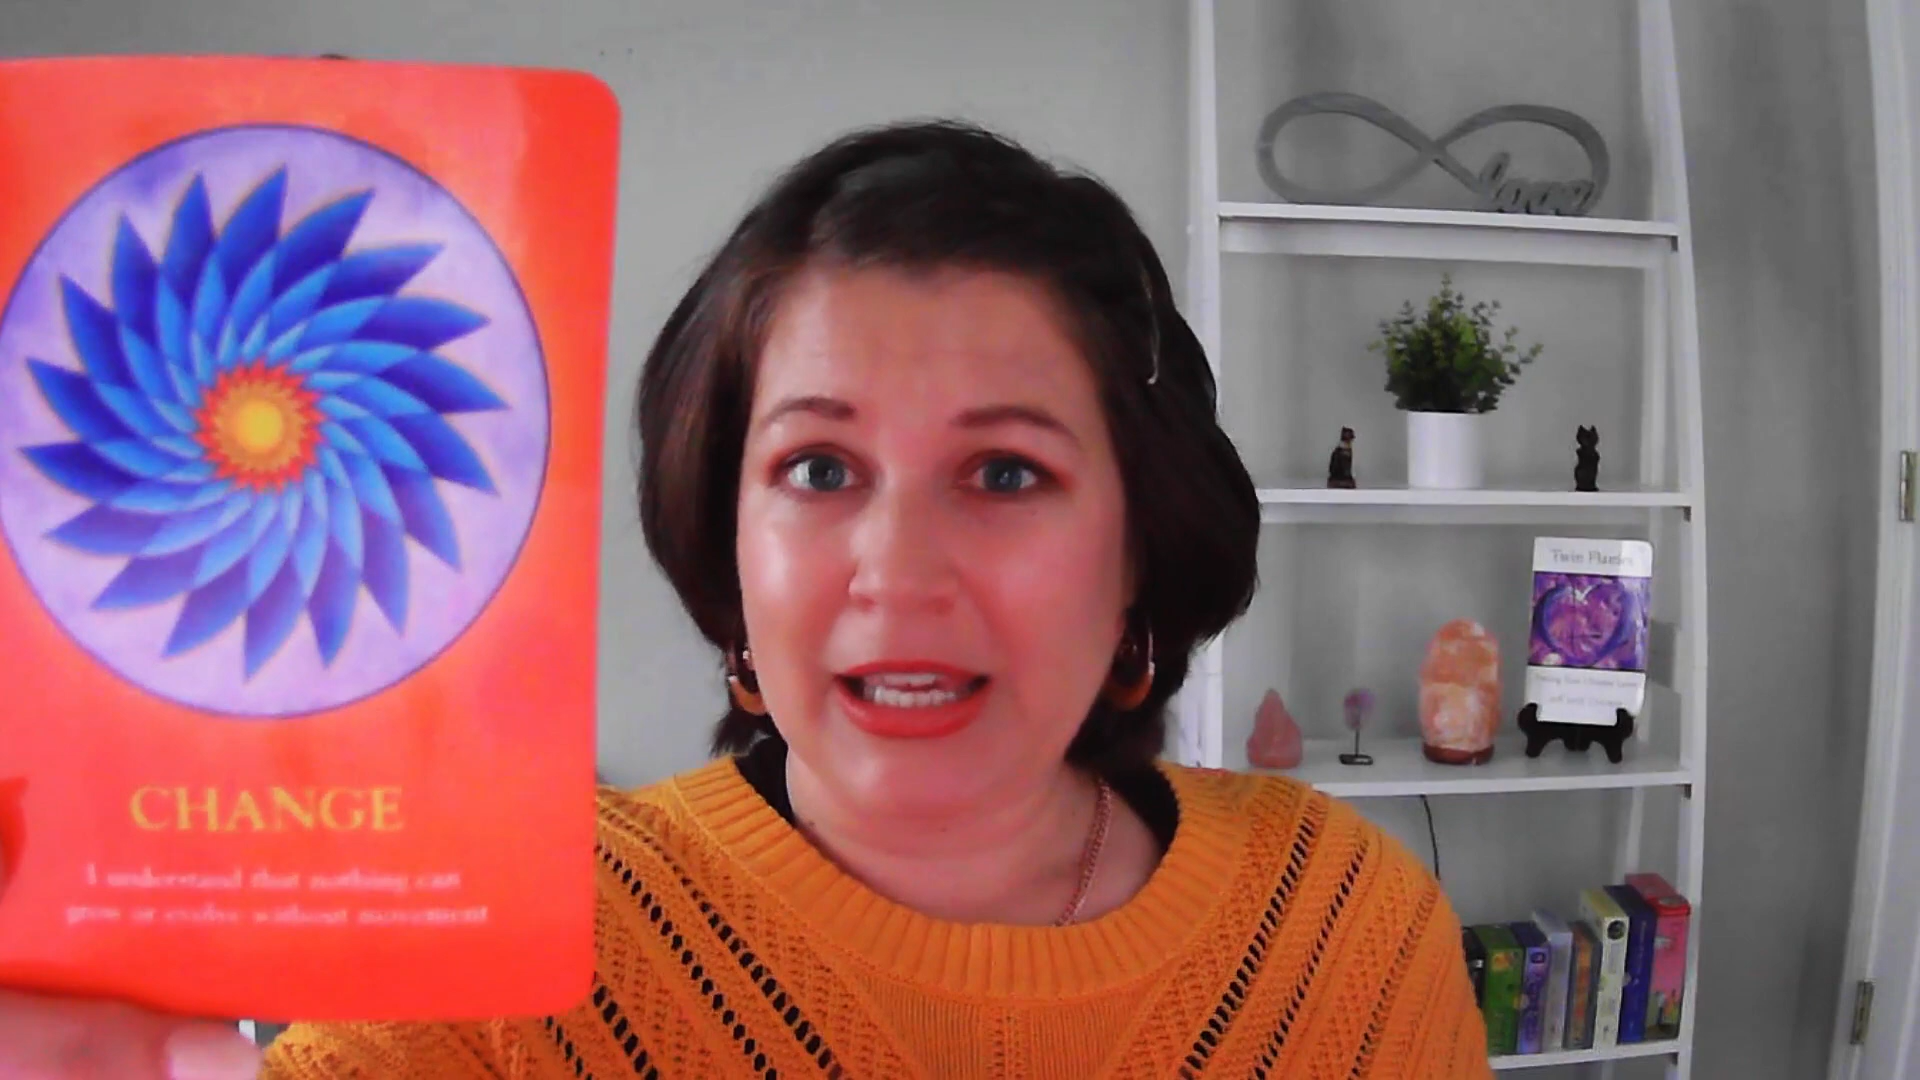 CHANGE
I understand that nothing can
grow or evolve without movement
love
Twin Flames